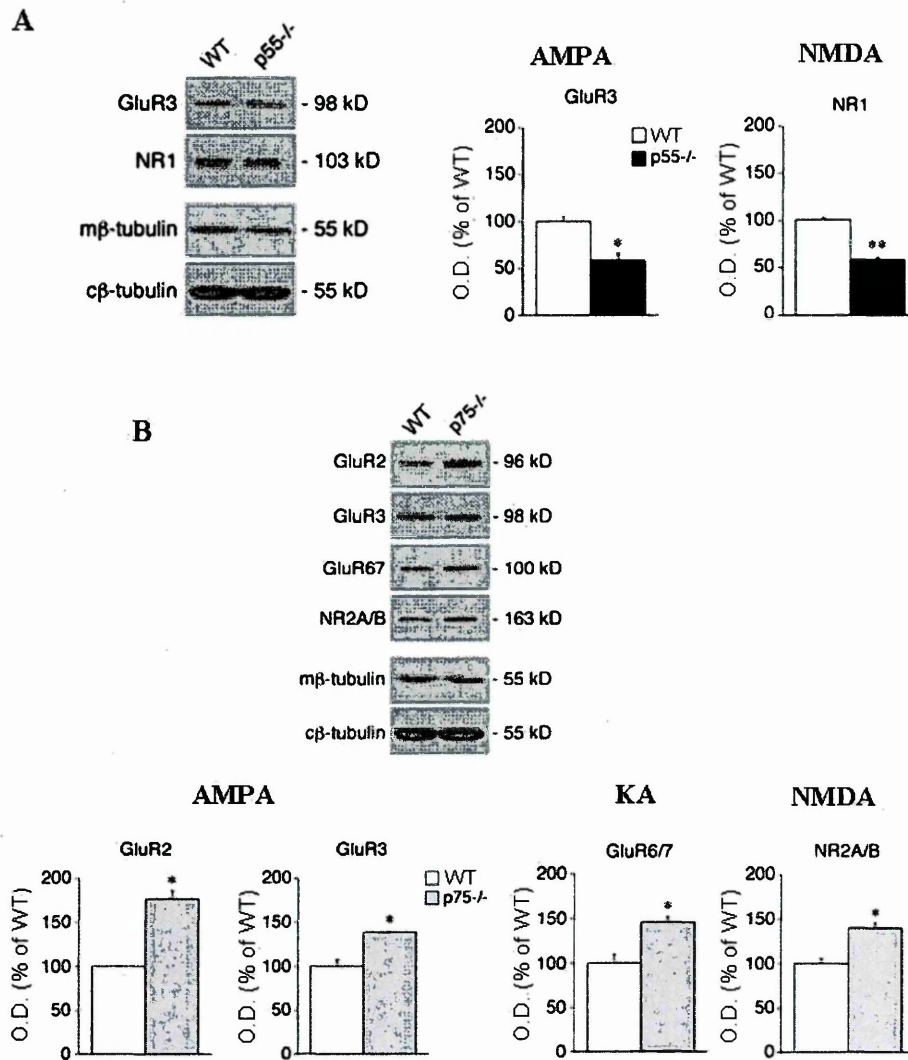 A
WT p55-/-
GluR3 - 98 kD
NR1 - 103 kD
mβ-tubulin - 55 kD
cβ-tubulin - 55 kD
AMPA
GluR3
O.D. (% of WT)
200
150
100
50
0
*
WT
p55-/-
NMDA
NR1
O.D. (% of WT)
200
150
100
50
0
**
B
WT p75-/-
GluR2 - 96 kD
GluR3 - 98 kD
GluR67 - 100 kD
NR2A/B - 163 kD
mβ-tubulin - 55 kD
cβ-tubulin - 55 kD
AMPA
GluR2
O.D. (% of WT)
200
150
100
50
0
*
GluR3
O.D. (% of WT)
200
150
100
50
0
*
WT
p75-/-
KA
GluR6/7
O.D. (% of WT)
200
150
100
50
0
*
NMDA
NR2A/B
O.D. (% of WT)
200
150
100
50
0
*